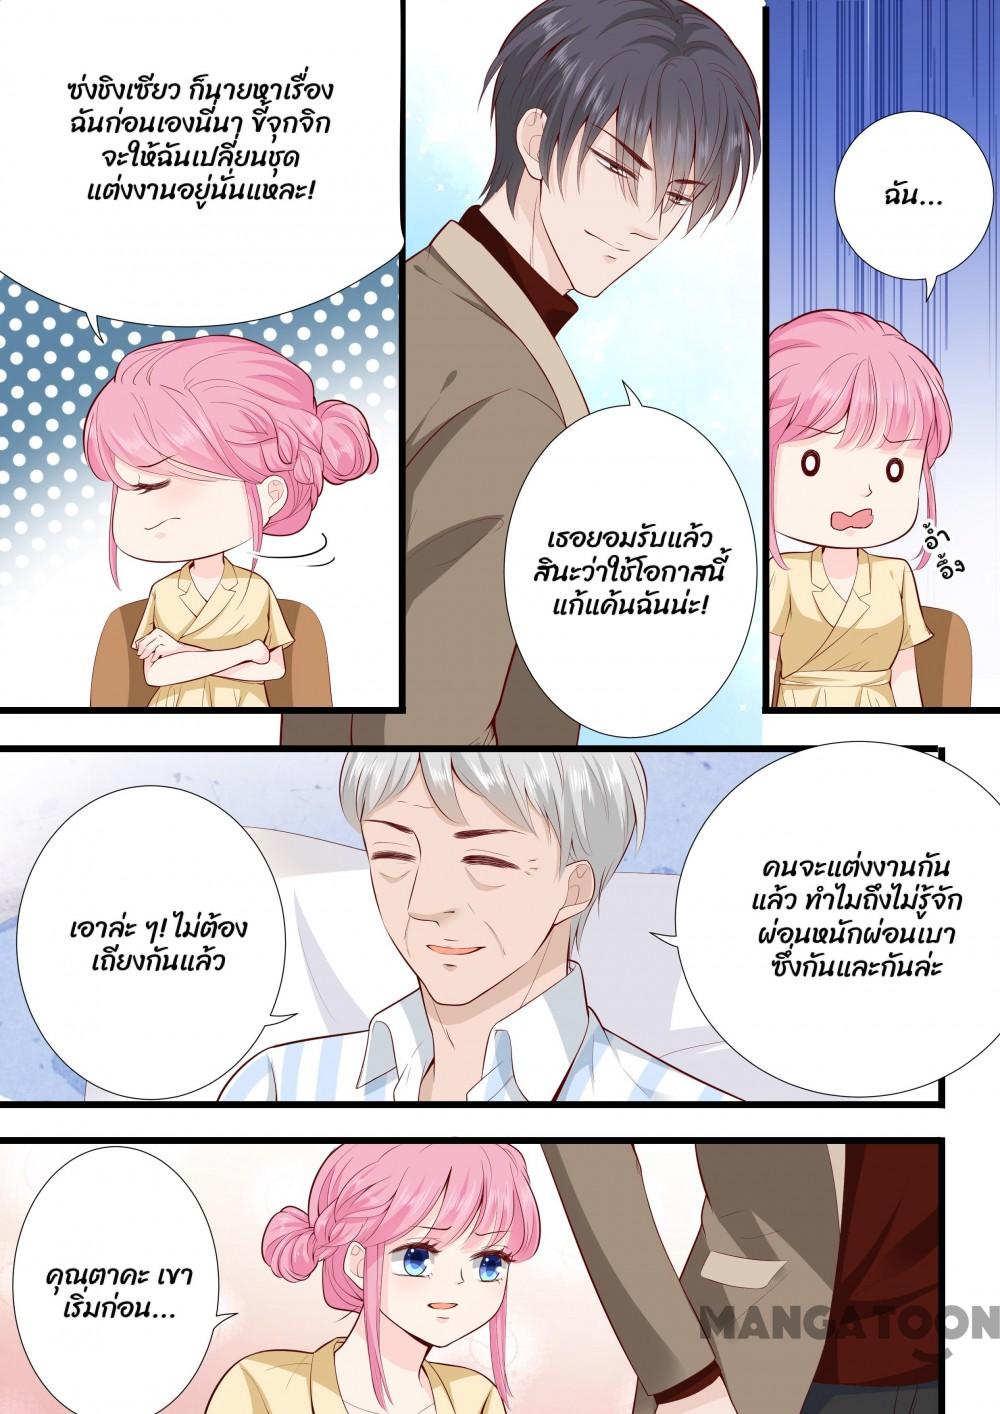 ซ่งชิงเซียว ก็นายหาเรื่อง
ฉันก่อนเองนี่นา ขี้จุกจิก
จะให้ฉันเปลี่ยนชุด
แต่งงานอยู่นั่นแหละ!
เธอยอมรับแล้ว
สินะว่าใช้โอกาสนี้
แก้แค้นฉันน่ะ!
ฉัน...
อ้ำ
อึ้ง
เอาล่ะ ๆ! ไม่ต้อง
เถียงกันแล้ว
คนจะแต่งงานกัน
แล้ว ทำไมถึงไม่รู้จัก
ผ่อนหนักผ่อนเบา
ซึ่งกันและกันล่ะ
คุณตาคะ เขา
เริ่มก่อน...
MANGATOON